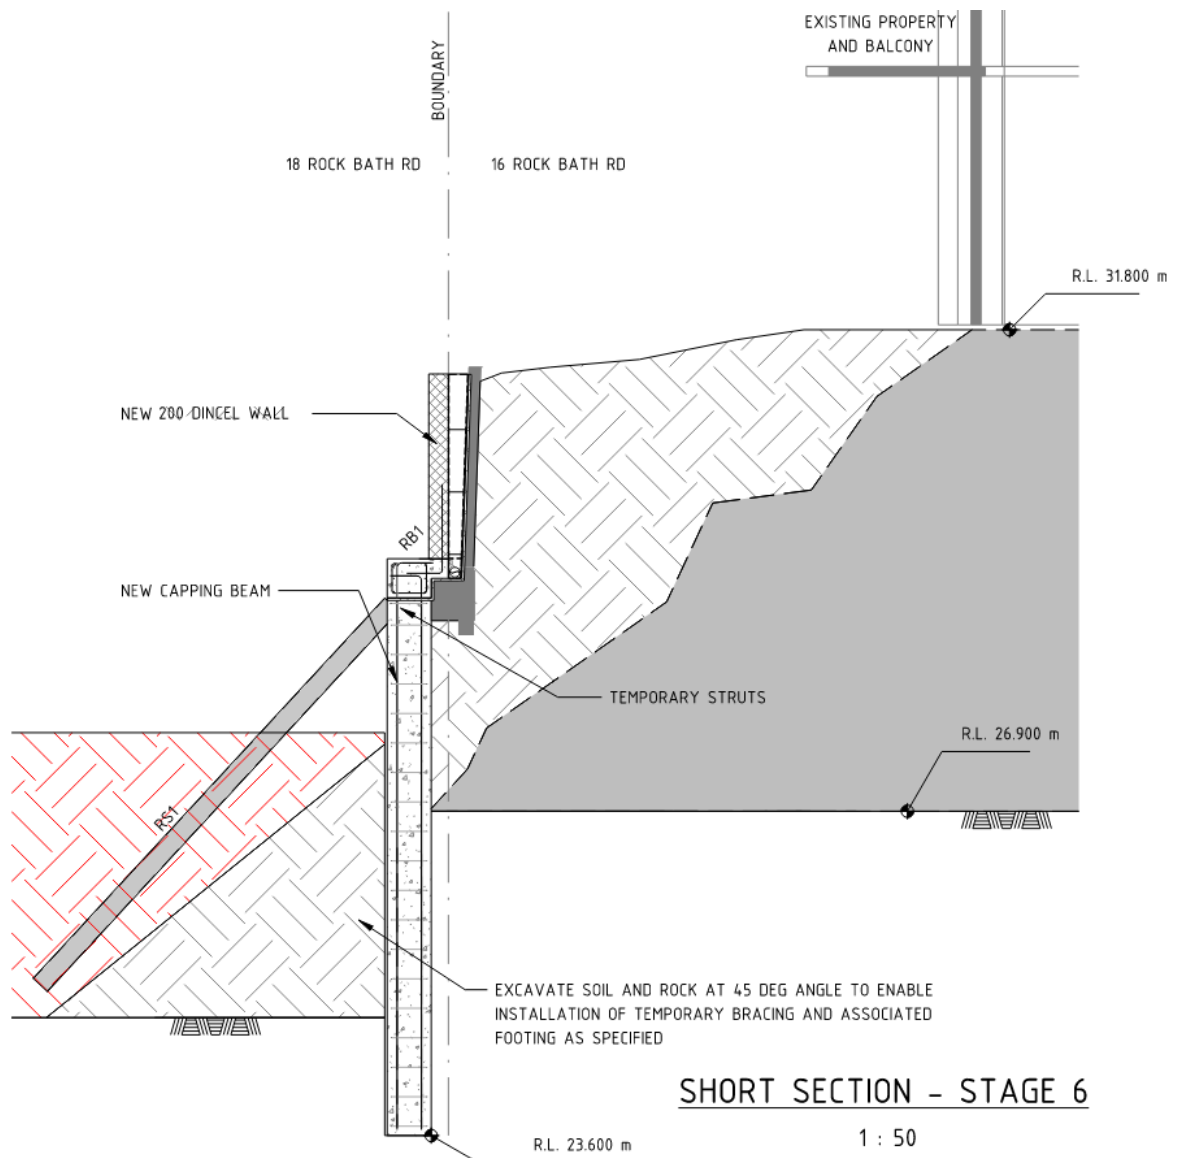 EXISTING PROPERTY
AND BALCONY
BOUNDARY
18 ROCK BATH RD
16 ROCK BATH RD
R.L. 31.800 m
NEW 200 DINCEL WALL
RB1
NEW CAPPING BEAM
TEMPORARY STRUTS
R.L. 26.900 m
RS1
EXCAVATE SOIL AND ROCK AT 45 DEG ANGLE TO ENABLE
INSTALLATION OF TEMPORARY BRACING AND ASSOCIATED
FOOTING AS SPECIFIED
SHORT SECTION - STAGE 6
1 : 50
R.L. 23.600 m